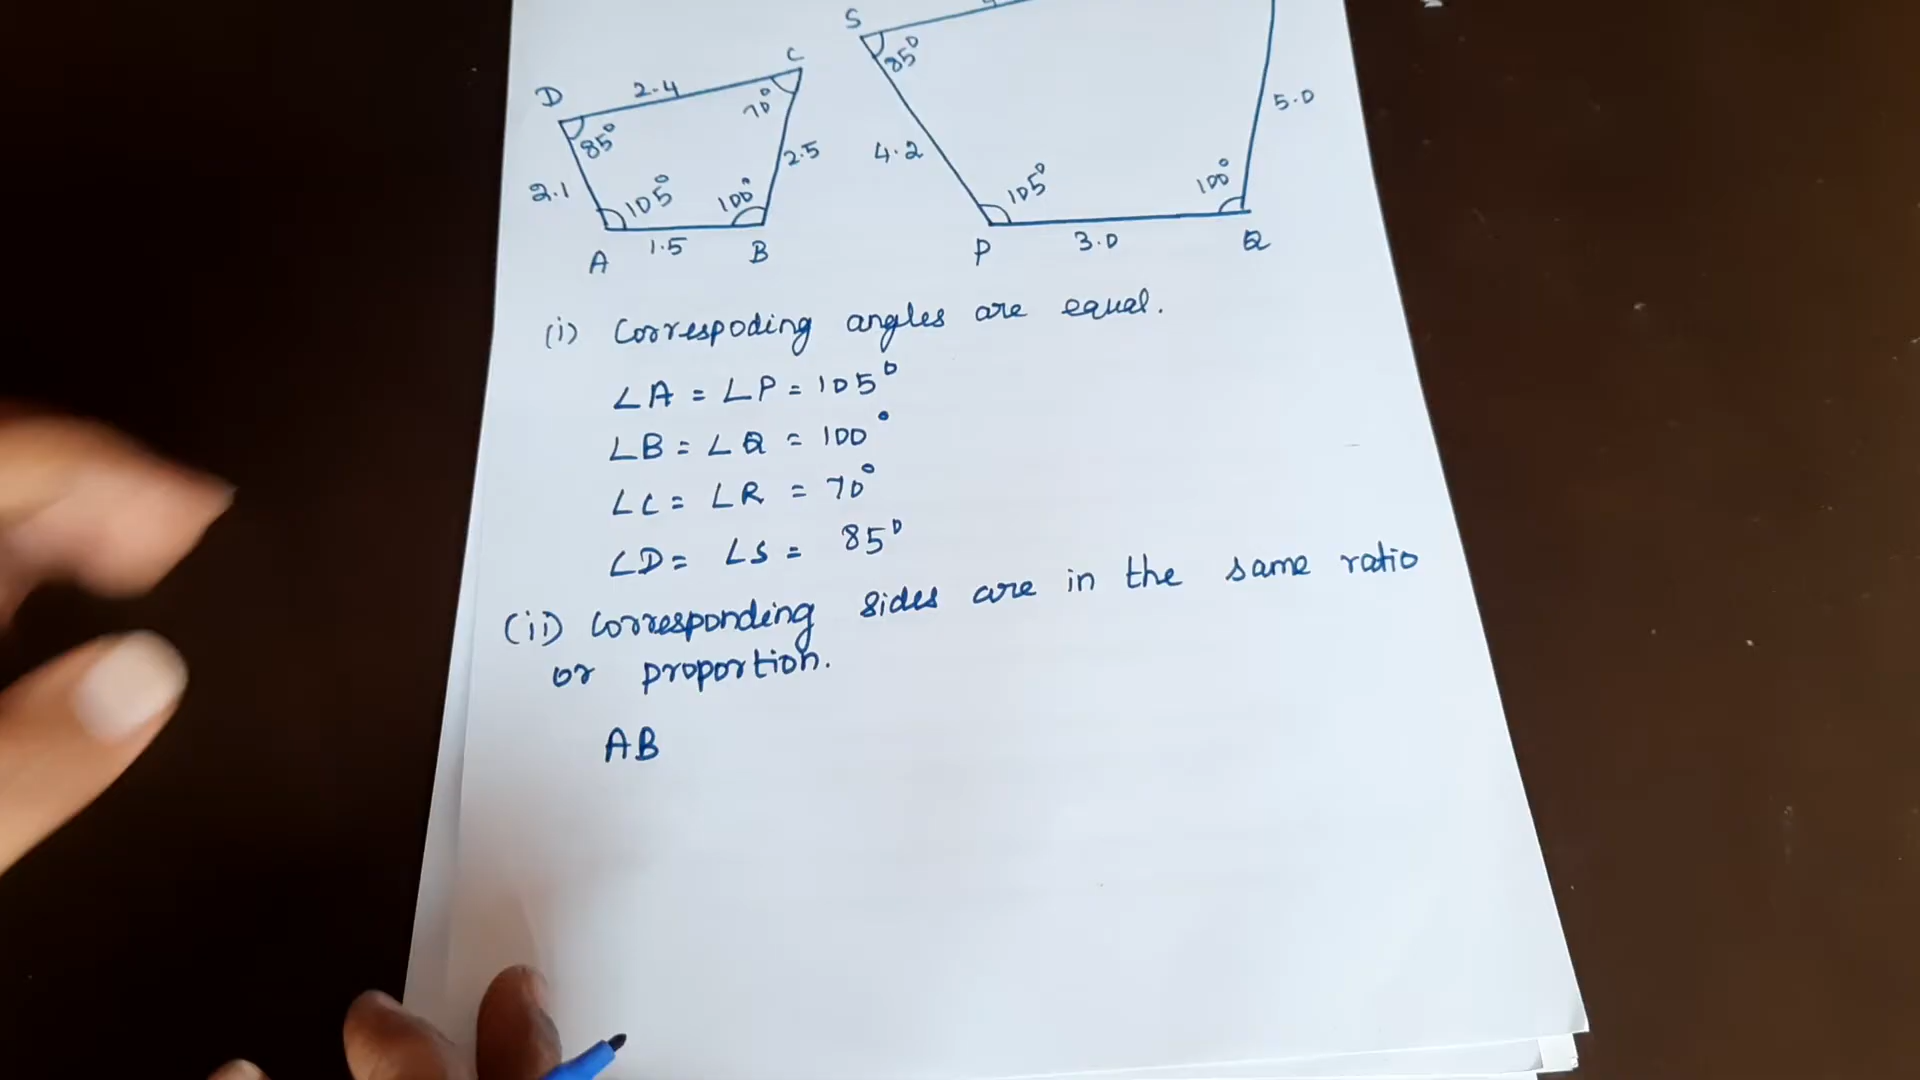 S
C
85°
D
2.4
70°
5.0
85°
2.5
4.2
2.1
105°
100°
105°
100°
A
1.5
B
P
3.0
Q
(i) Correspoding angles are equal.
∠A = ∠P = 105°
∠B = ∠Q = 100°
∠C = ∠R = 70°
∠D = ∠S = 85°
(ii) Corresponding sides are in the same ratio
or proportion.
AB